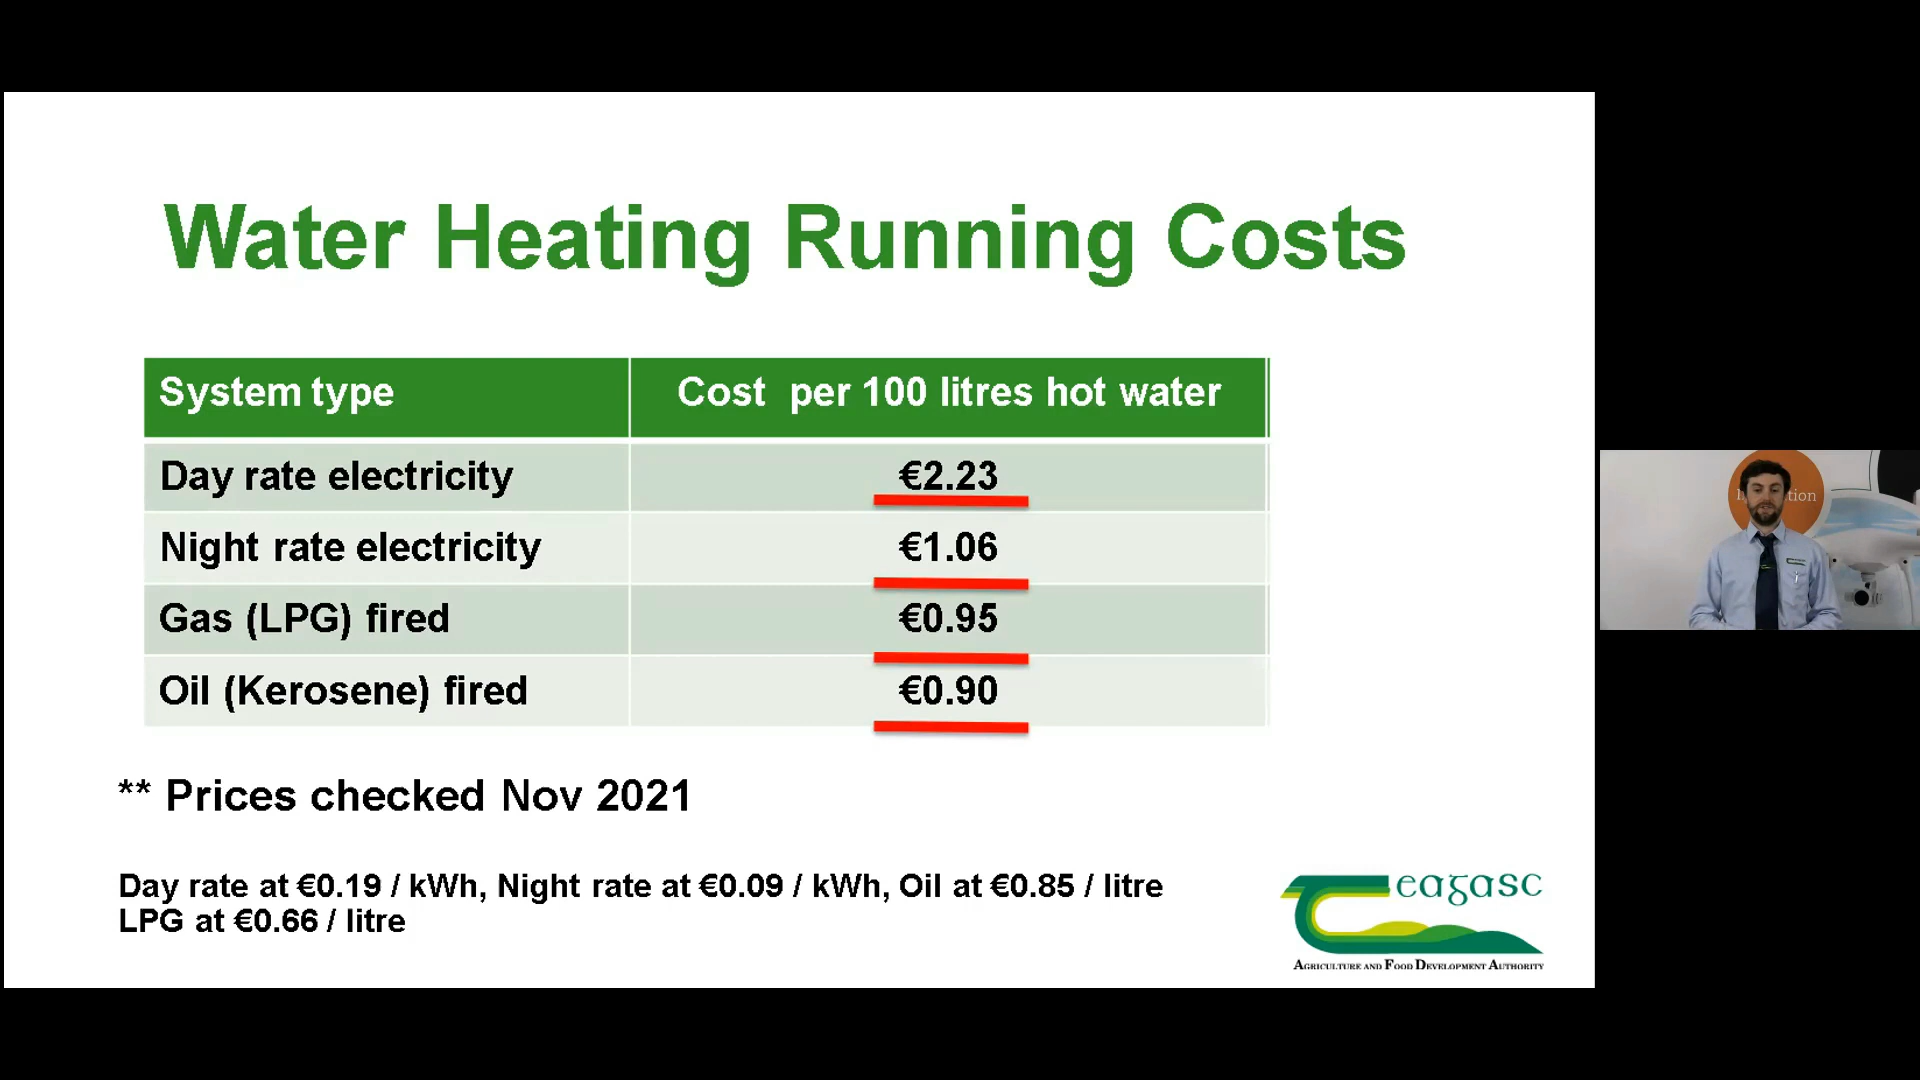 Water Heating Running Costs
System type Cost per 100 litres hot water
Day rate electricity €2.23
Night rate electricity €1.06
Gas (LPG) fired €0.95
Oil (Kerosene) fired €0.90
** Prices checked Nov 2021
Day rate at €0.19 / kWh, Night rate at €0.09 / kWh, Oil at €0.85 / litre
LPG at €0.66 / litre
teagasc
AGRICULTURE AND FOOD DEVELOPMENT AUTHORITY